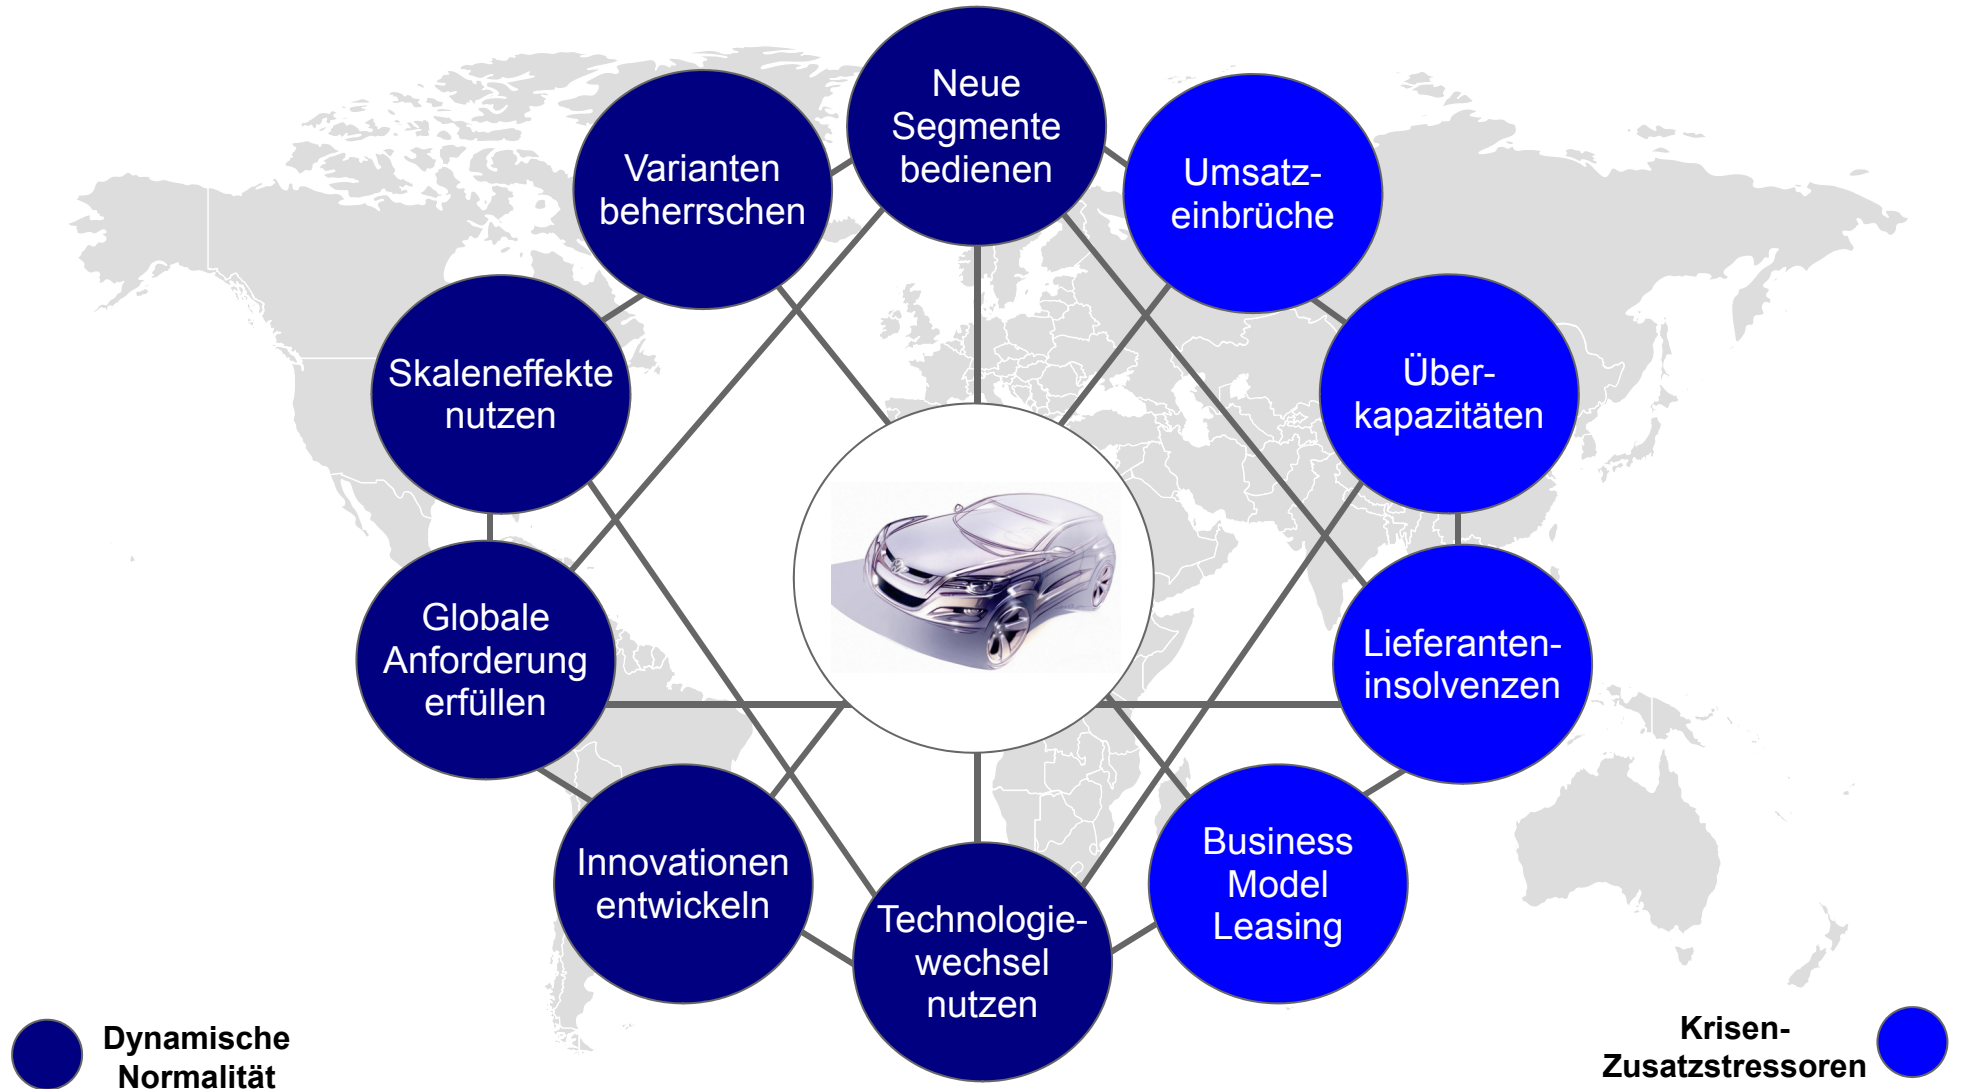 Neue
Segmente
bedienen
Varianten
beherrschen
Umsatz-
einbrüche
Skaleneffekte
nutzen
Über-
kapazitäten
Globale
Anforderung
erfüllen
Lieferanten-
insolvenzen
Innovationen
entwickeln
Technologie-
wechsel
nutzen
Business
Model
Leasing
Dynamische
Normalität
Krisen-
Zusatzstressoren